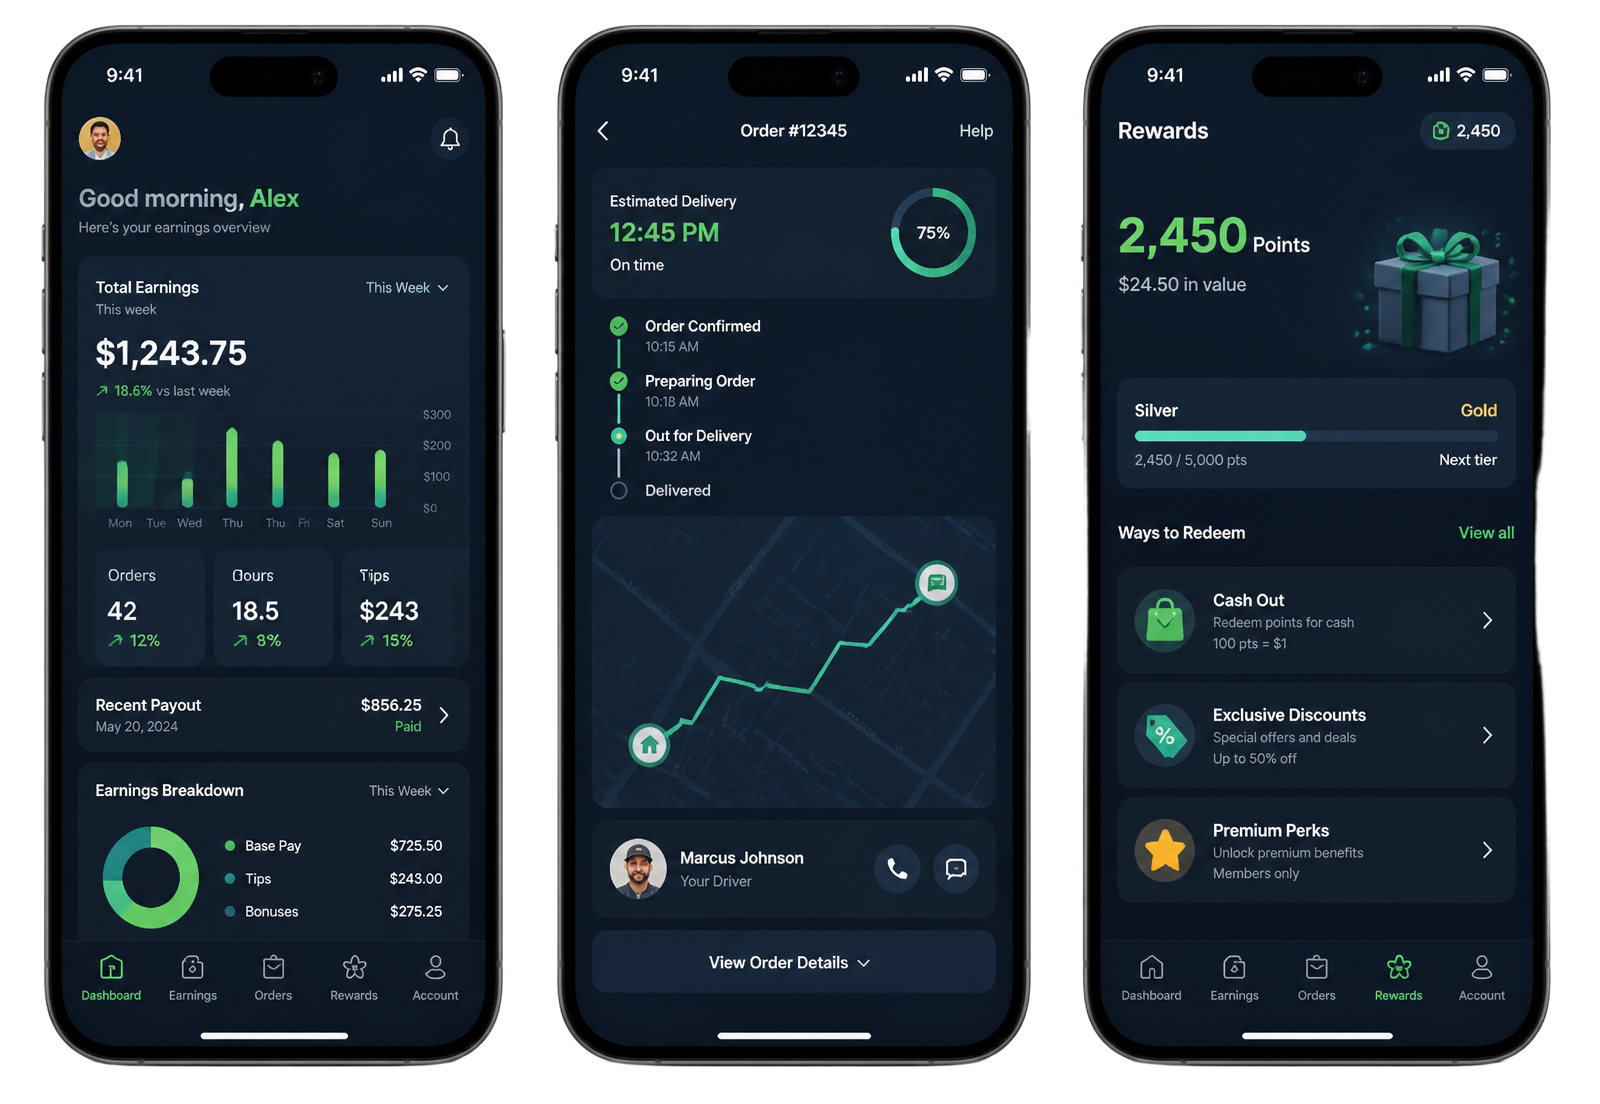 9:41
Good morning, Alex
Here's your earnings overview
Total Earnings
This Week
This week
$1,243.75
18.6% vs last week
$300
$200
$100
$0
Mon Tue Wed Thu Thu Fri Sat Sun
Orders
42
12%
Gours
18.5
8%
Tips
$243
15%
Recent Payout
$856.25
May 20, 2024
Paid
Earnings Breakdown
This Week
Base Pay $725.50
Tips $243.00
Bonuses $275.25
Dashboard Earnings Orders Rewards Account
9:41
Order #12345
Help
Estimated Delivery
12:45 PM
On time
75%
Order Confirmed
10:15 AM
Preparing Order
10:18 AM
Out for Delivery
10:32 AM
Delivered
Marcus Johnson
Your Driver
View Order Details
9:41
Rewards
2,450
2,450 Points
$24.50 in value
Silver
Gold
2,450 / 5,000 pts
Next tier
Ways to Redeem
View all
Cash Out
Redeem points for cash
100 pts = $1
%
Exclusive Discounts
Special offers and deals
Up to 50% off
Premium Perks
Unlock premium benefits
Members only
Dashboard Earnings Orders Rewards Account